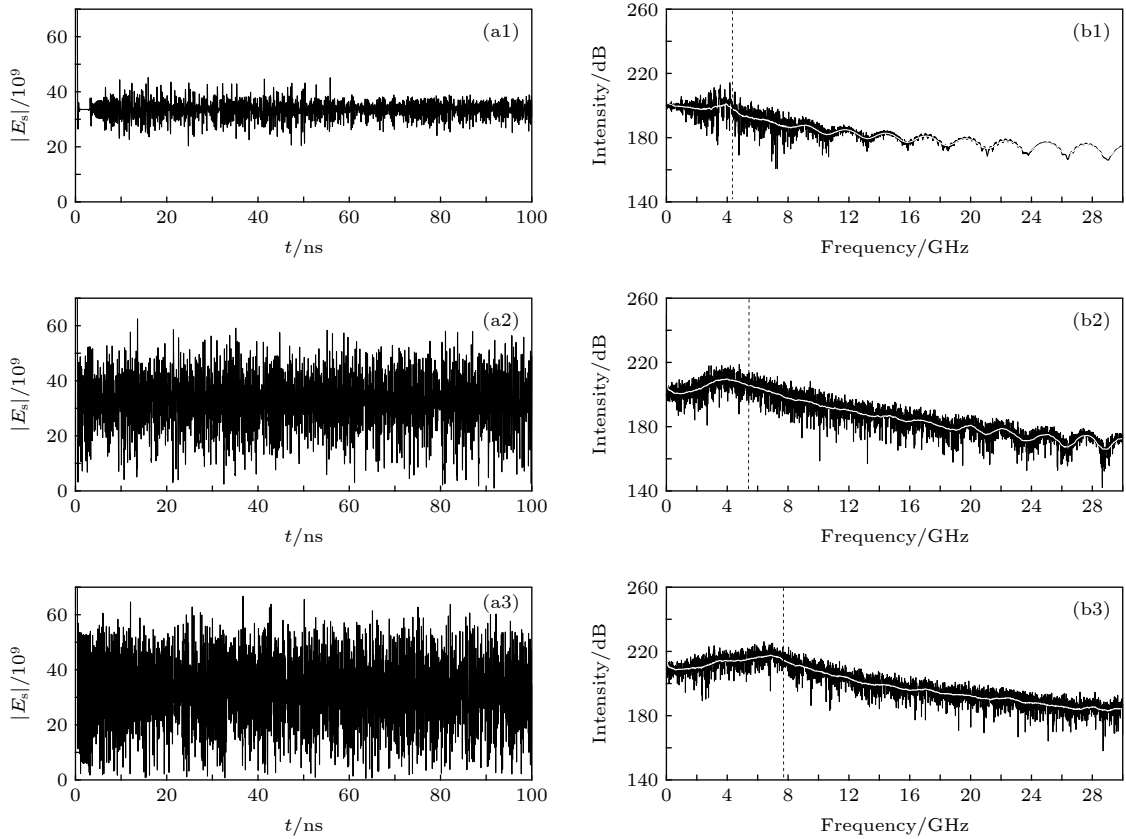 (a1)
60
40
20
0
|Es|/10⁹
0 20 40 60 80 100
t/ns
(b1)
260
220
180
140
Intensity/dB
0 4 8 12 16 20 24 28
Frequency/GHz
(a2)
60
40
20
0
|Es|/10⁹
0 20 40 60 80 100
t/ns
(b2)
260
220
180
140
Intensity/dB
0 4 8 12 16 20 24 28
Frequency/GHz
(a3)
60
40
20
0
|Es|/10⁹
0 20 40 60 80 100
t/ns
(b3)
260
220
180
140
Intensity/dB
0 4 8 12 16 20 24 28
Frequency/GHz